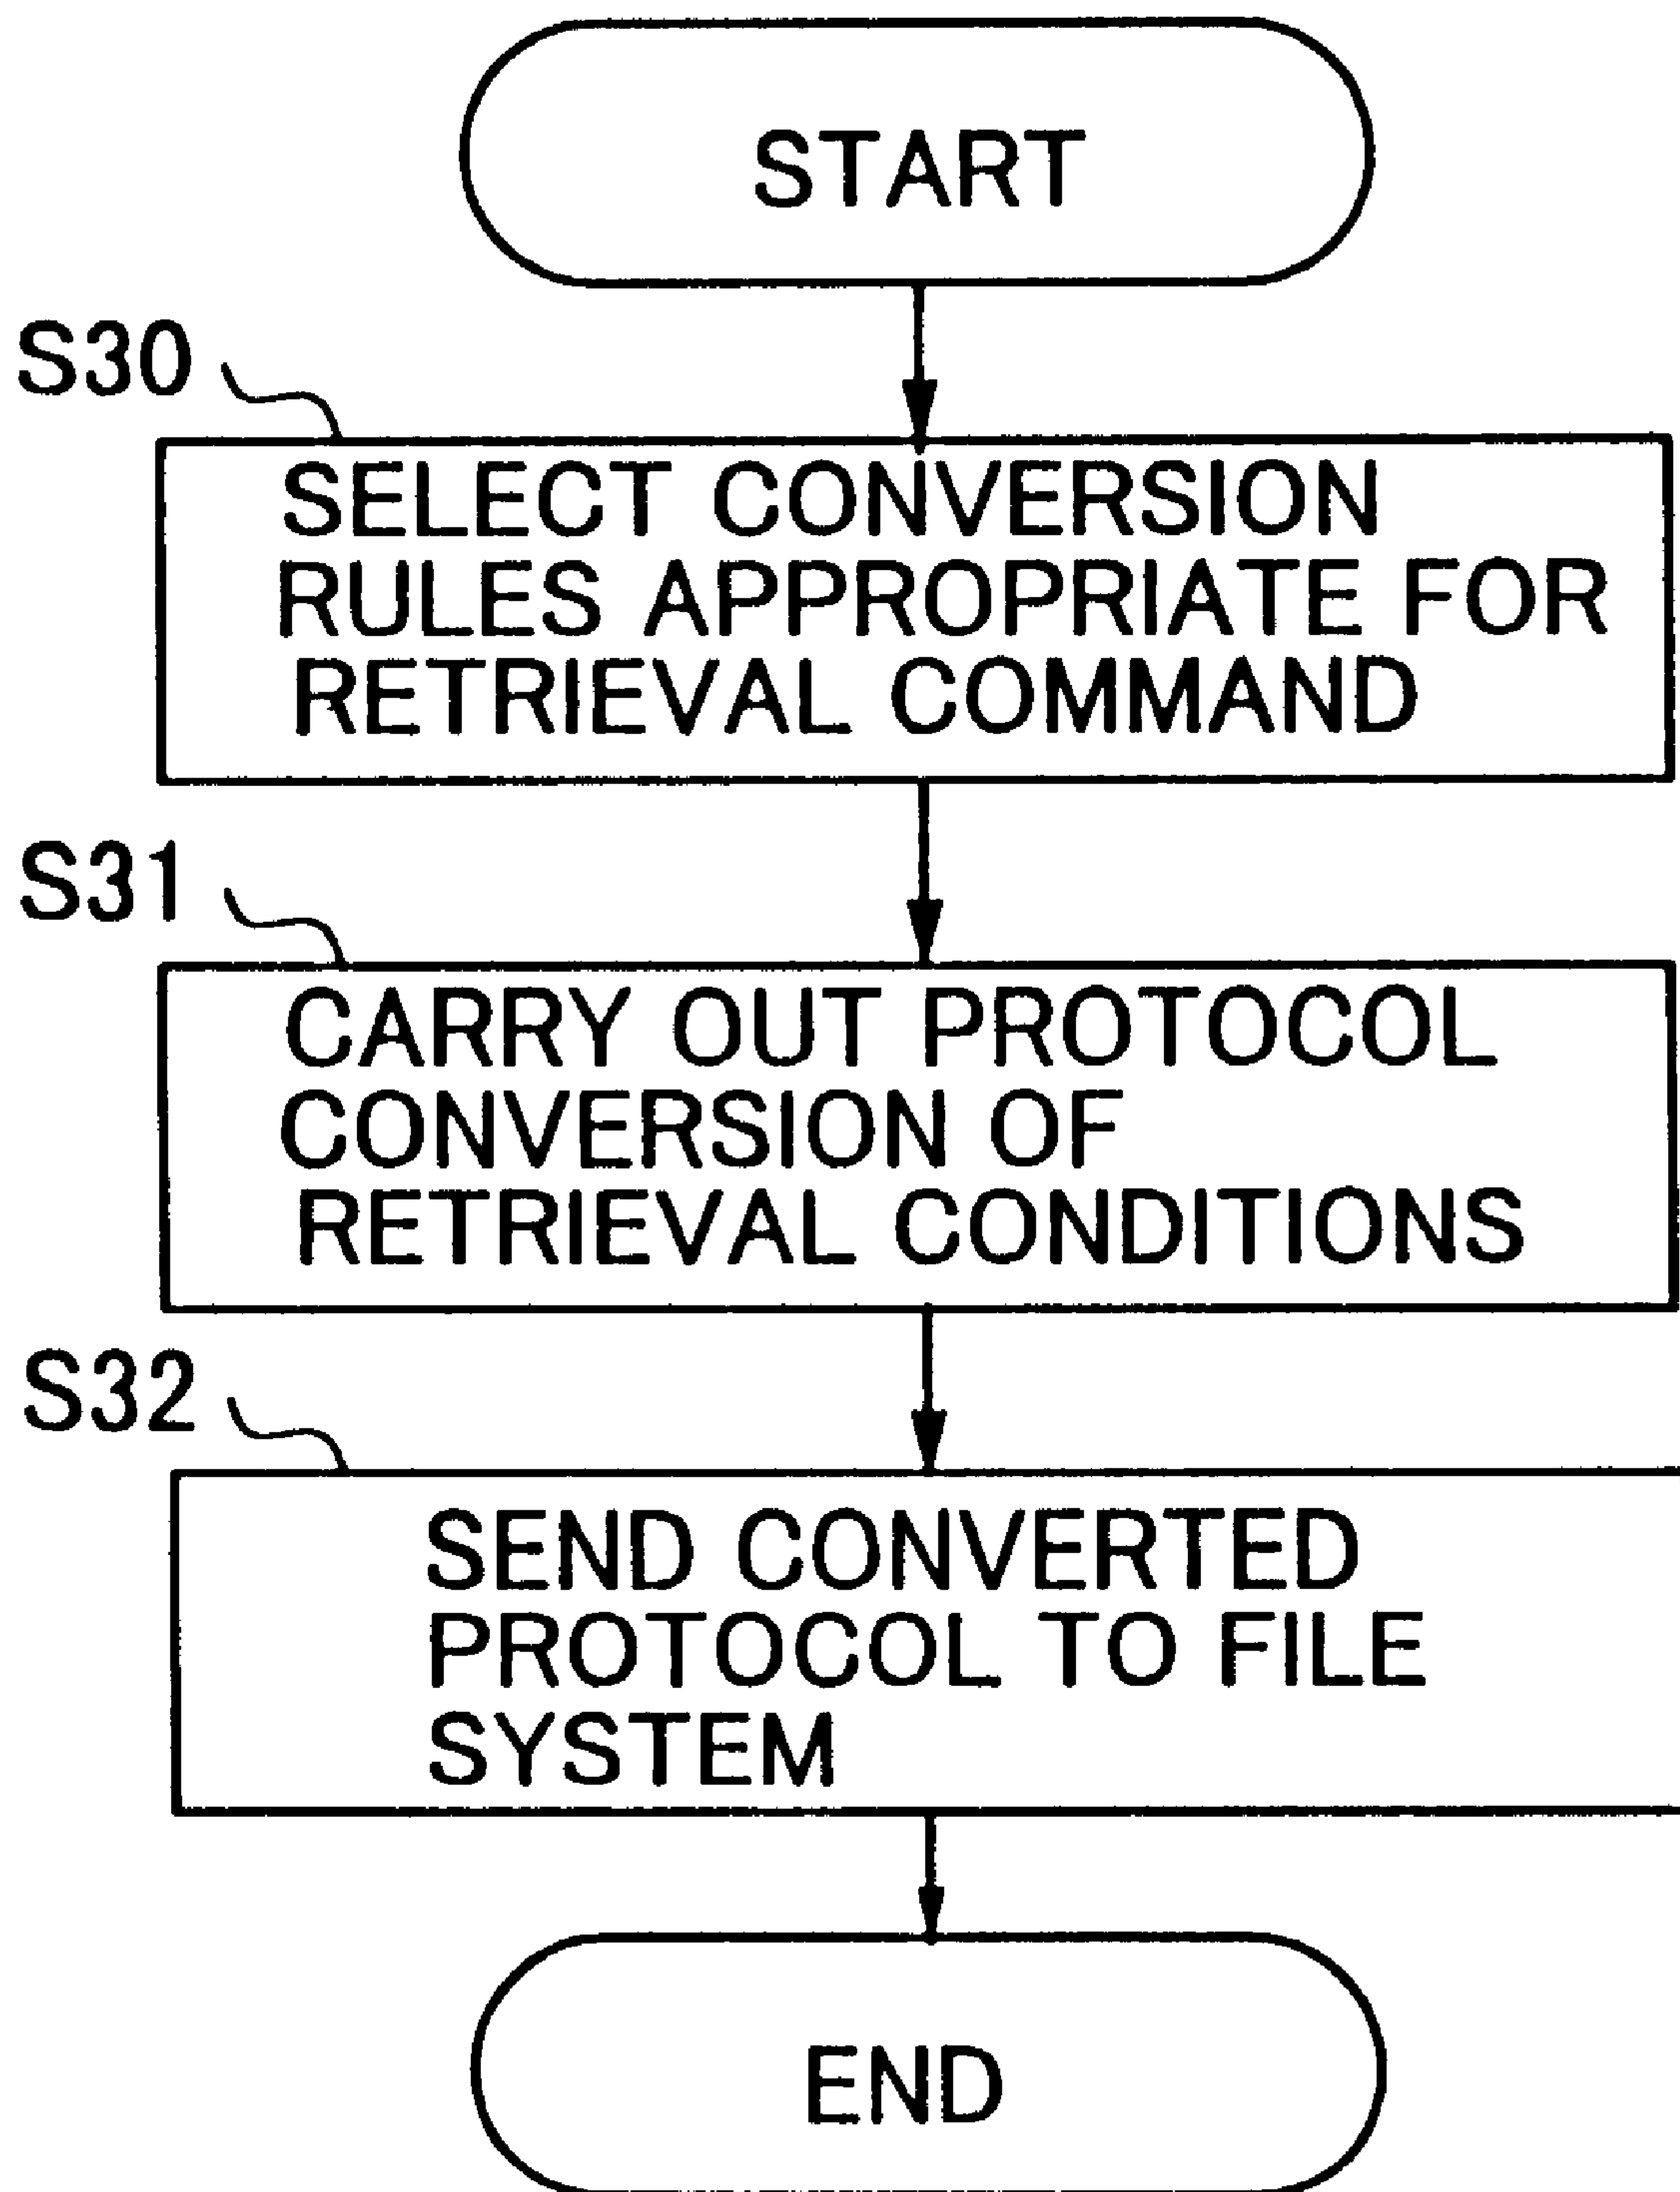 START
S30
SELECT CONVERSION
RULES APPROPRIATE FOR
RETRIEVAL COMMAND
S31
CARRY OUT PROTOCOL
CONVERSION OF
RETRIEVAL CONDITIONS
S32
SEND CONVERTED
PROTOCOL TO FILE
SYSTEM
END